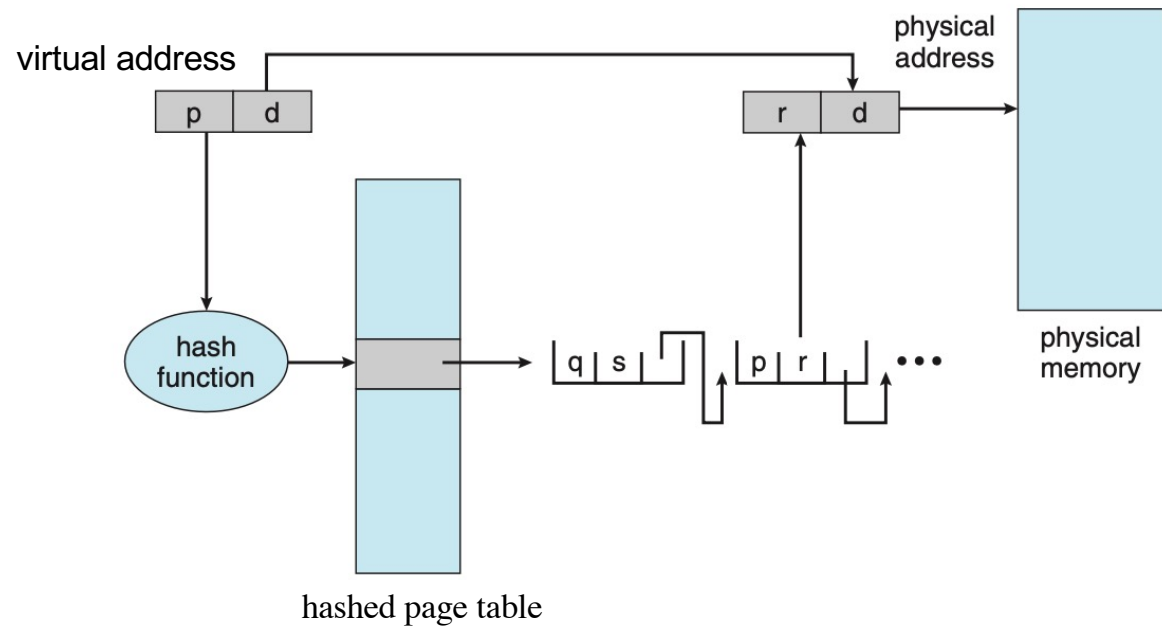 virtual address
p d
physical
address
r d
hash
function
q s
p r
•••
physical
memory
hashed page table